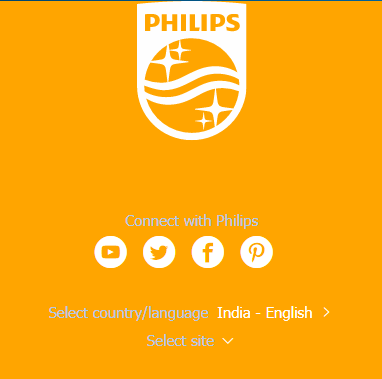 PHILIPS
Connect with Philips
Select country/language India - English
Select site